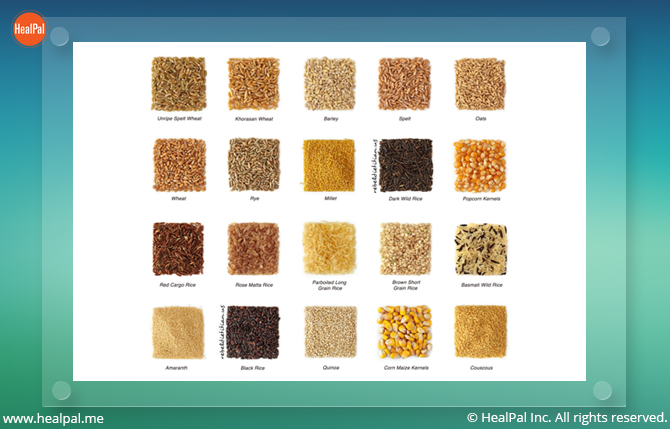 HealPal
Unripe Spelt Wheat
Khorasan Wheat
Barley
Spelt
Oats
Wheat
Rye
Millet
rebeldietitian.us
Dark Wild Rice
Popcorn Kernels
Red Cargo Rice
Rose Matta Rice
Parboiled Long
Grain Rice
Brown Short
Grain Rice
Basmati Wild Rice
Amaranth
rebeldietitian.us
Black Rice
Quinoa
Corn Maize Kernels
Couscous
www.healpal.me
© HealPal Inc. All rights reserved.